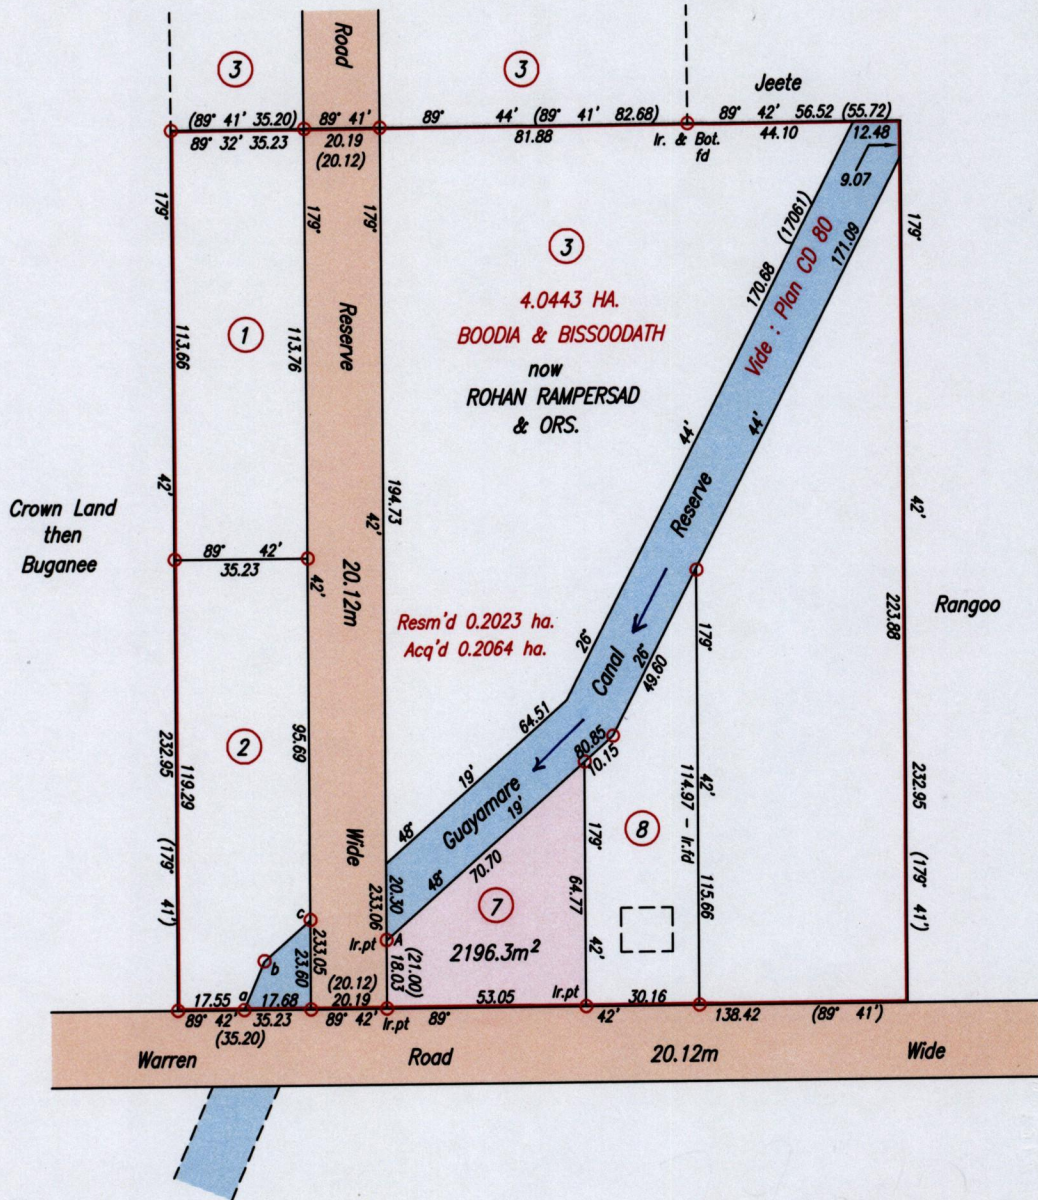 3
Road
3
Jeete
(89° 41' 35.20)
89° 41'
89° 44' (89° 41' 82.68)
89° 42' 56.52 (55.72)
89° 32' 35.23
20.19
(20.12)
81.88
Ir. & Bot.
fd
44.10
12.48
9.07
179°
179°
179°
179°
3
4.0443 HA.
BOODIA & BISSOODATH
now
ROHAN RAMPERSAD
& ORS.
170.68 (17061)
Vide : Plan CD 80
171.09
Reserve
1
113.66
113.76
44'
44'
Crown Land
then
Buganee
42'
194.73
42'
Reserve
42'
89° 42'
35.23
42'
20.12m
Resm'd 0.2023 ha.
Acq'd 0.2064 ha.
223.88
Rangoo
26'
Canal
26'
49.60
179°
2
232.95
119.29
95.69
64.51
80.85
10.15
19'
Guayamare
19'
114.97 - Ir.fd
42'
232.95
8
Wide
48'
48'
70.70
179°
64.77
115.66
(179° 41')
(179° 41')
c
b
a
233.05
23.60
233.06
20.30
Ir.pt
A
(21.00)
18.03
7
2196.3m²
42'
17.55
17.68
(20.12)
20.19
53.05
Ir.pt
30.16
89° 42'
35.23
(35.20)
89° 42'
Ir.pt
89°
42'
138.42
(89° 41')
Warren
Road
20.12m
Wide